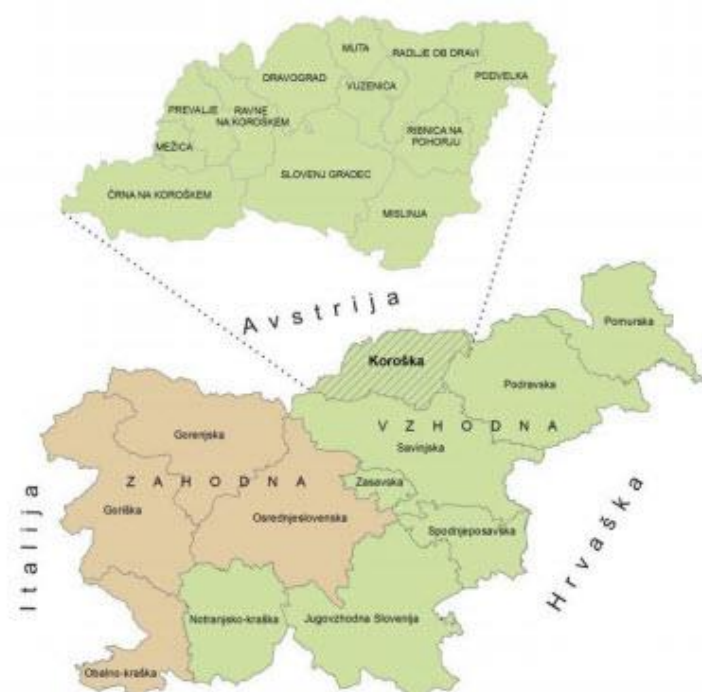 MUTA
RADLJE OB DRAVI
DRAVOGRAD
PODVELKA
VUZENICA
PREVALJE
RAVNE
NA KOROŠKEM
RIBNICA NA
POHORJU
MEŽICA
SLOVENJ GRADEC
ČRNA NA KOROŠKEM
MISLINJA
Avstrija
Pomurska
Koroška
Podravska
VZHODNA
Gorenjska
Savinjska
ZAHODNA
Zasavska
Goriška
Osrednjeslovenska
Spodnjeposavska
Italija
Hrvaška
Notranjsko-kraška
Jugovzhodna Slovenija
Obalno-kraška